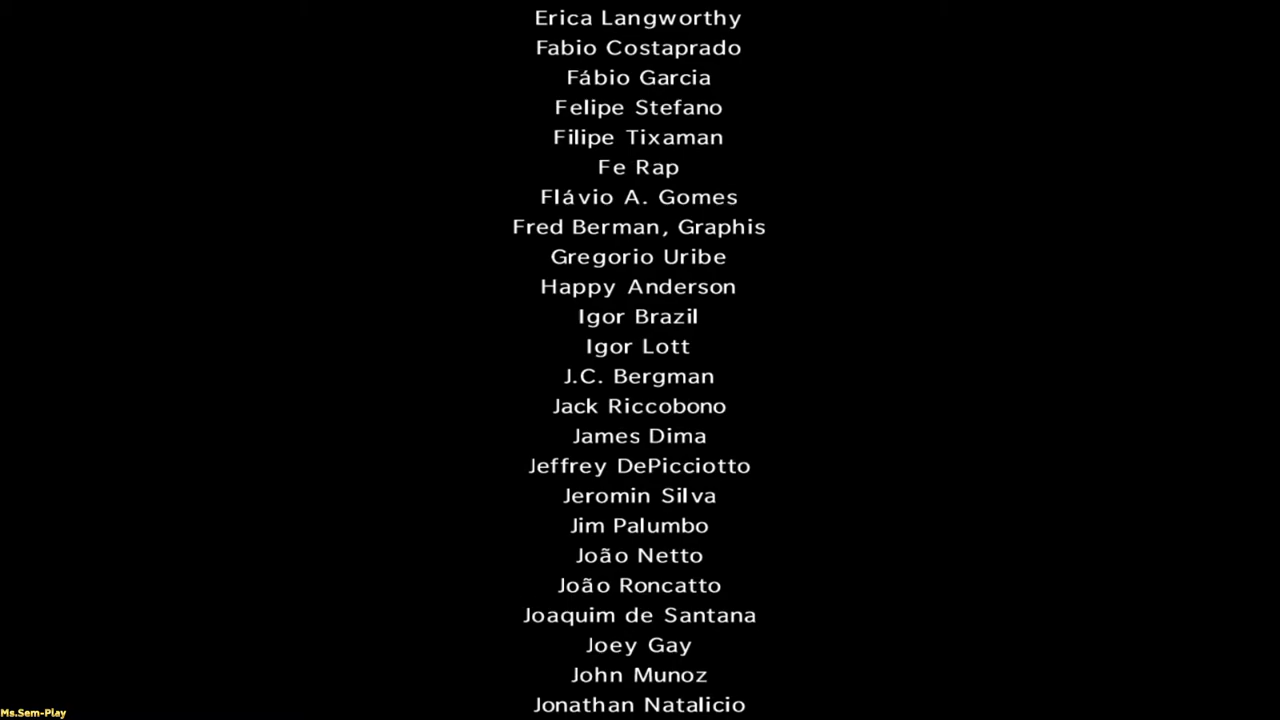 Erica Langworthy
Fabio Costaprado
Fábio Garcia
Felipe Stefano
Filipe Tixaman
Fe Rap
Flávio A. Gomes
Fred Berman, Graphis
Gregorio Uribe
Happy Anderson
Igor Brazil
Igor Lott
J.C. Bergman
Jack Riccobono
James Dima
Jeffrey DePicciotto
Jeromin Silva
Jim Palumbo
João Netto
João Roncatto
Joaquim de Santana
Joey Gay
John Munoz
Jonathan Natalicio
Ms.Sem-Play